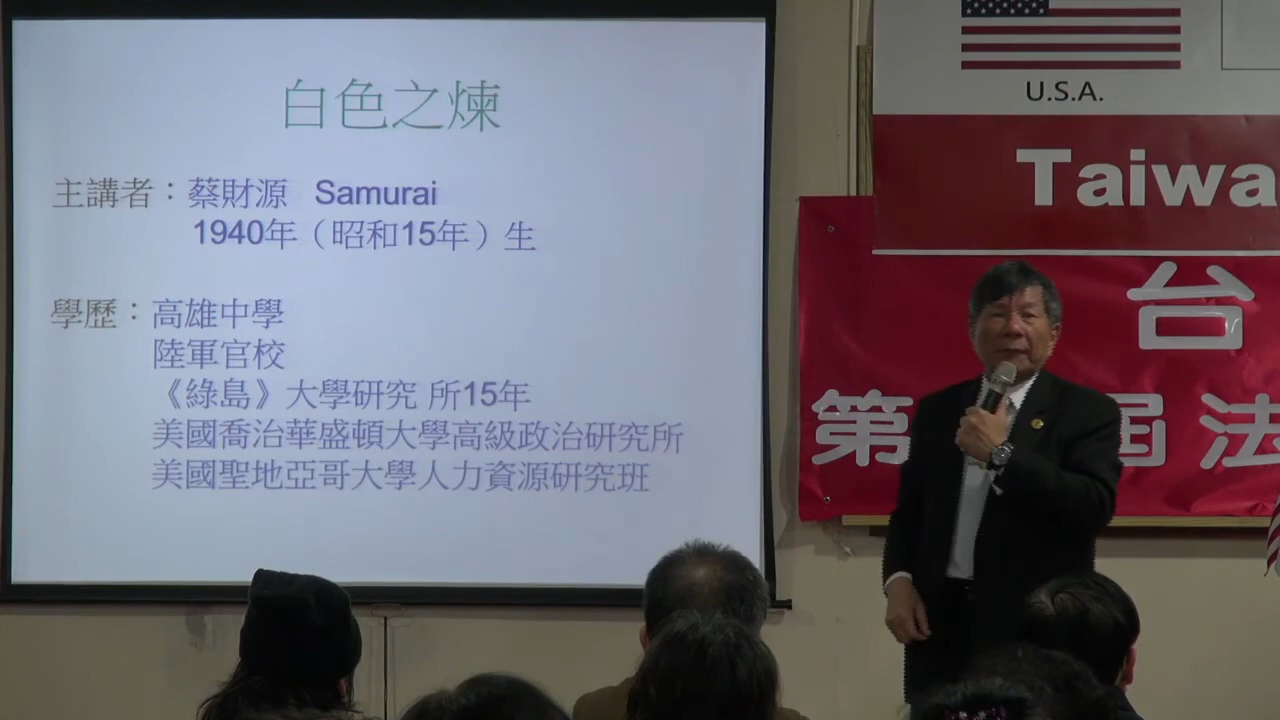 白色之煉
主講者：蔡財源 Samurai
1940年（昭和15年）生
學歷：高雄中學
陸軍官校
《綠島》大學研究 所15年
美國喬治華盛頓大學高級政治研究所
美國聖地亞哥大學人力資源研究班
U.S.A.
Taiwa
台
第 屆 法